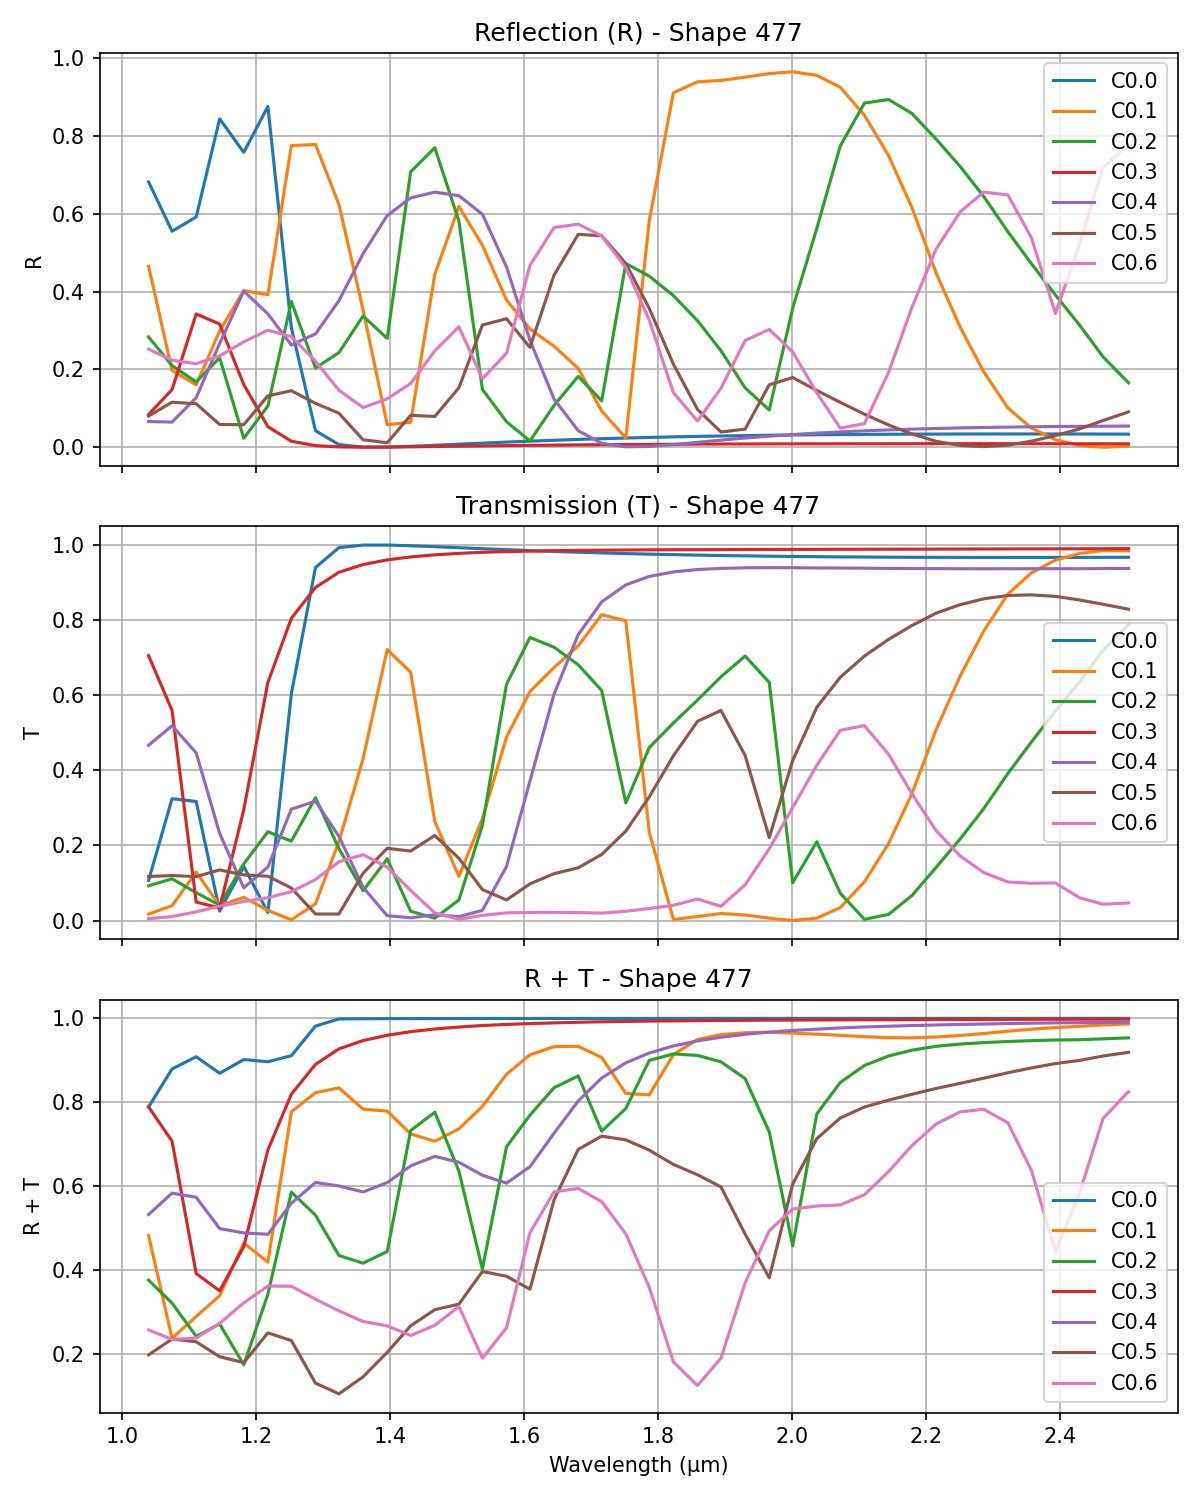 Reflection (R) - Shape 477
1.0
0.8
0.6
0.4
0.2
0.0
R
C0.0
C0.1
C0.2
C0.3
C0.4
C0.5
C0.6
Transmission (T) - Shape 477
1.0
0.8
0.6
0.4
0.2
0.0
T
C0.0
C0.1
C0.2
C0.3
C0.4
C0.5
C0.6
R + T - Shape 477
1.0
0.8
0.6
0.4
0.2
R + T
C0.0
C0.1
C0.2
C0.3
C0.4
C0.5
C0.6
1.0 1.2 1.4 1.6 1.8 2.0 2.2 2.4
Wavelength (μm)